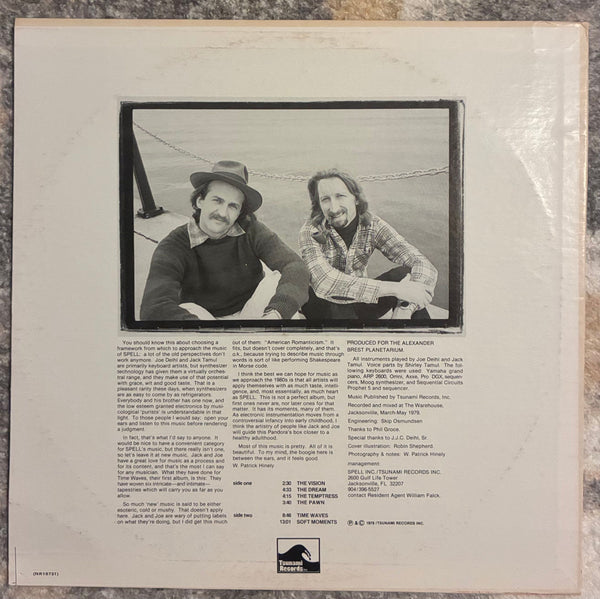 You should know this about choosing a
framework from which to approach the music
of SPELL: a lot of the old perspectives don't
work anymore. Joe Deihl and Jack Tamul
are primarily keyboard artists, but synthesizer
technology has given them a virtually orches-
tral range, and they make use of that potential
with grace, wit and good taste. That in a
pleasant rarity these days, when synthesizers
are as easy to come by as refrigerators.
Everybody and his brother has one now, and
the low esteem granted electronics by musi-
cological 'purists' is understandable in that
light. To those people I would say: open your
ears and listen to this music before rendering
a judgment.
In fact, that's what I'd say to anyone. It
would be nice to have a convenient category
for SPELL's music, but there really isn't one,
so let's leave it at new music. Jack and Joe
have a great love for music as a process and
for its content, and that's the most I can say
for any musician. What they have done for
Time Waves, their first album, is this: They
have woven six intricate—and intimate—
tapestries which will carry you as far as you
allow.
So much 'new' music is said to be either
esoteric, cold or mushy. That doesn't apply
here. Jack and Joe are wary of putting labels
on what they're doing, but I did get this much
out of them: "American Romanticism." It
fits, but doesn't cover completely, and that's
o.k., because trying to describe music through
words is sort of like performing Shakespeare
in Morse code.
I think the best we can hope for music as
we approach the 1980s is that all artists will
apply themselves with as much taste, intelli-
gence, and, most essentially, as much heart
as SPELL. This is not a perfect album, but
first ones never are, nor later ones for that
matter. It has its moments, many of them.
As electronic instrumentation moves from a
controversial infancy into early childhood, I
think the artistry of people like Jack and Joe
will guide this Pandora's box closer to a
healthy adulthood.
Most of this music is pretty. All of it is
beautiful. To my mind, the boogie here is
between the ears, and it feels good.
W. Patrick Hinely
side one
2:30 THE VISION
4:33 THE DREAM
4:15 THE TEMPTRESS
3:40 THE PAWN
side two
8:46 TIME WAVES
13:01 SOFT MOMENTS
PRODUCED FOR THE ALEXANDER
BREST PLANETARIUM.
All instruments played by Joe Deihl and Jack
Tamul. Voice parts by Shirley Tamul. The fol-
lowing keyboards were used: Yamaha grand
piano, ARP 2600, Omni, Axxe, Pro DGX, sequen-
cers, Moog synthesizer, and Sequential Circuits
Prophet 5 and sequencer.
Music Published by Tsunami Records, Inc.
Recorded and mixed at The Warehouse,
Jacksonville, March-May 1979.
Engineering: Skip Osmundsen
Thanks to Phil Groce.
Special thanks to J.J.C. Deihl, Sr.
Cover illustration: Robin Shepherd
Photography & notes: W. Patrick Hinely
management
SPELL INC./TSUNAMI RECORDS INC.
2600 Gulf Life Tower
Jacksonville, FL 32207
904/396-5527
contact Resident Agent William Falck.
Ⓟ & © 1979 /TSUNAMI RECORDS INC.
Tsunami
Records Inc.
(NR10731)